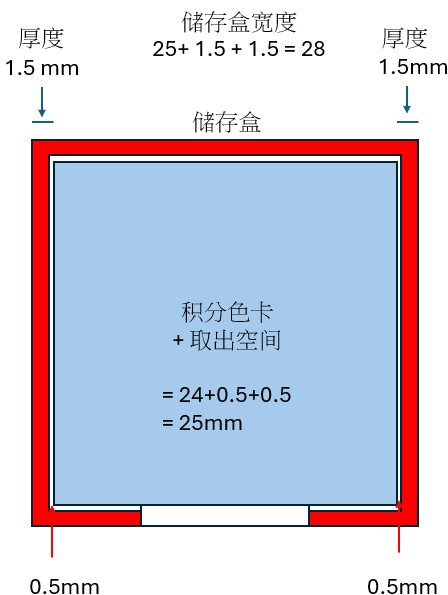 储存盒宽度
25+ 1.5 + 1.5 = 28
厚度
1.5 mm
厚度
1.5mm
储存盒
积分色卡
+ 取出空间
= 24+0.5+0.5
= 25mm
0.5mm
0.5mm